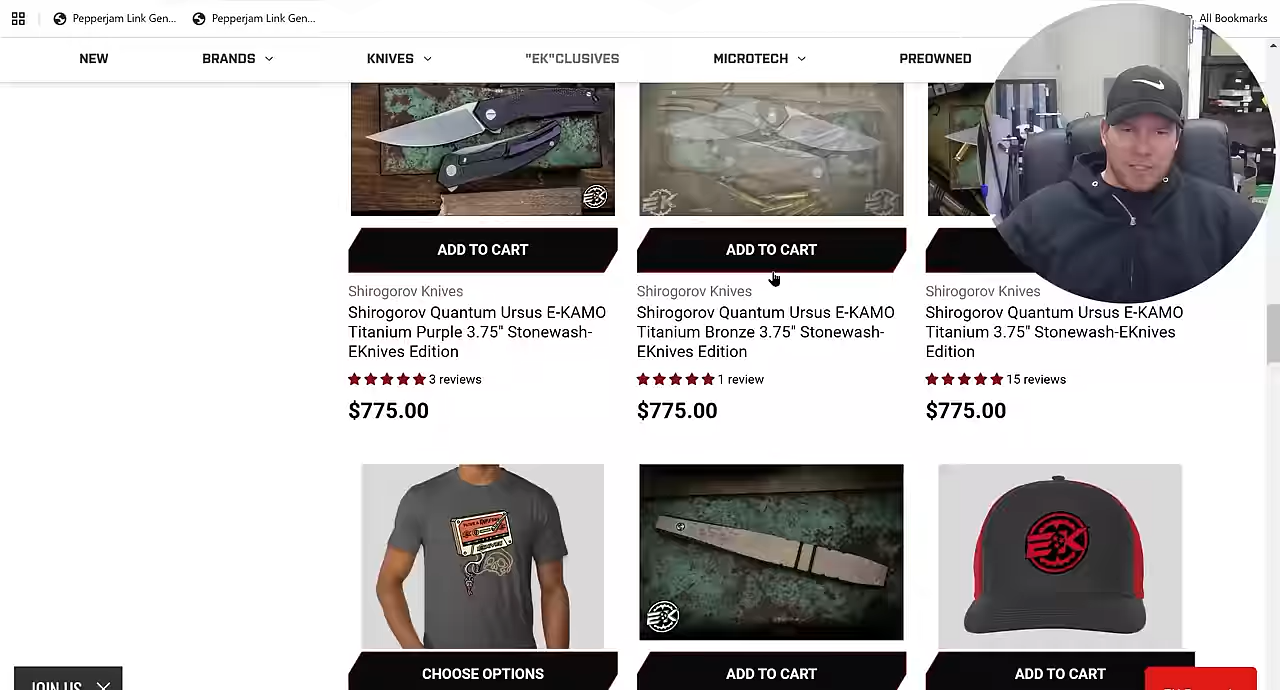 Pepperjam Link Gen...
Pepperjam Link Gen...
All Bookmarks
NEW
BRANDS
KNIVES
"EK"CLUSIVES
MICROTECH
PREOWNED
ADD TO CART
ADD TO CART
Shirogorov Knives
Shirogorov Knives
Shirogorov Knives
Shirogorov Quantum Ursus E-KAMO
Titanium Purple 3.75" Stonewash-
EKnives Edition
Shirogorov Quantum Ursus E-KAMO
Titanium Bronze 3.75" Stonewash-
EKnives Edition
Shirogorov Quantum Ursus E-KAMO
Titanium 3.75" Stonewash-EKnives
Edition
3 reviews
1 review
15 reviews
$775.00
$775.00
$775.00
EK
EK
CHOOSE OPTIONS
ADD TO CART
ADD TO CART
JOIN US